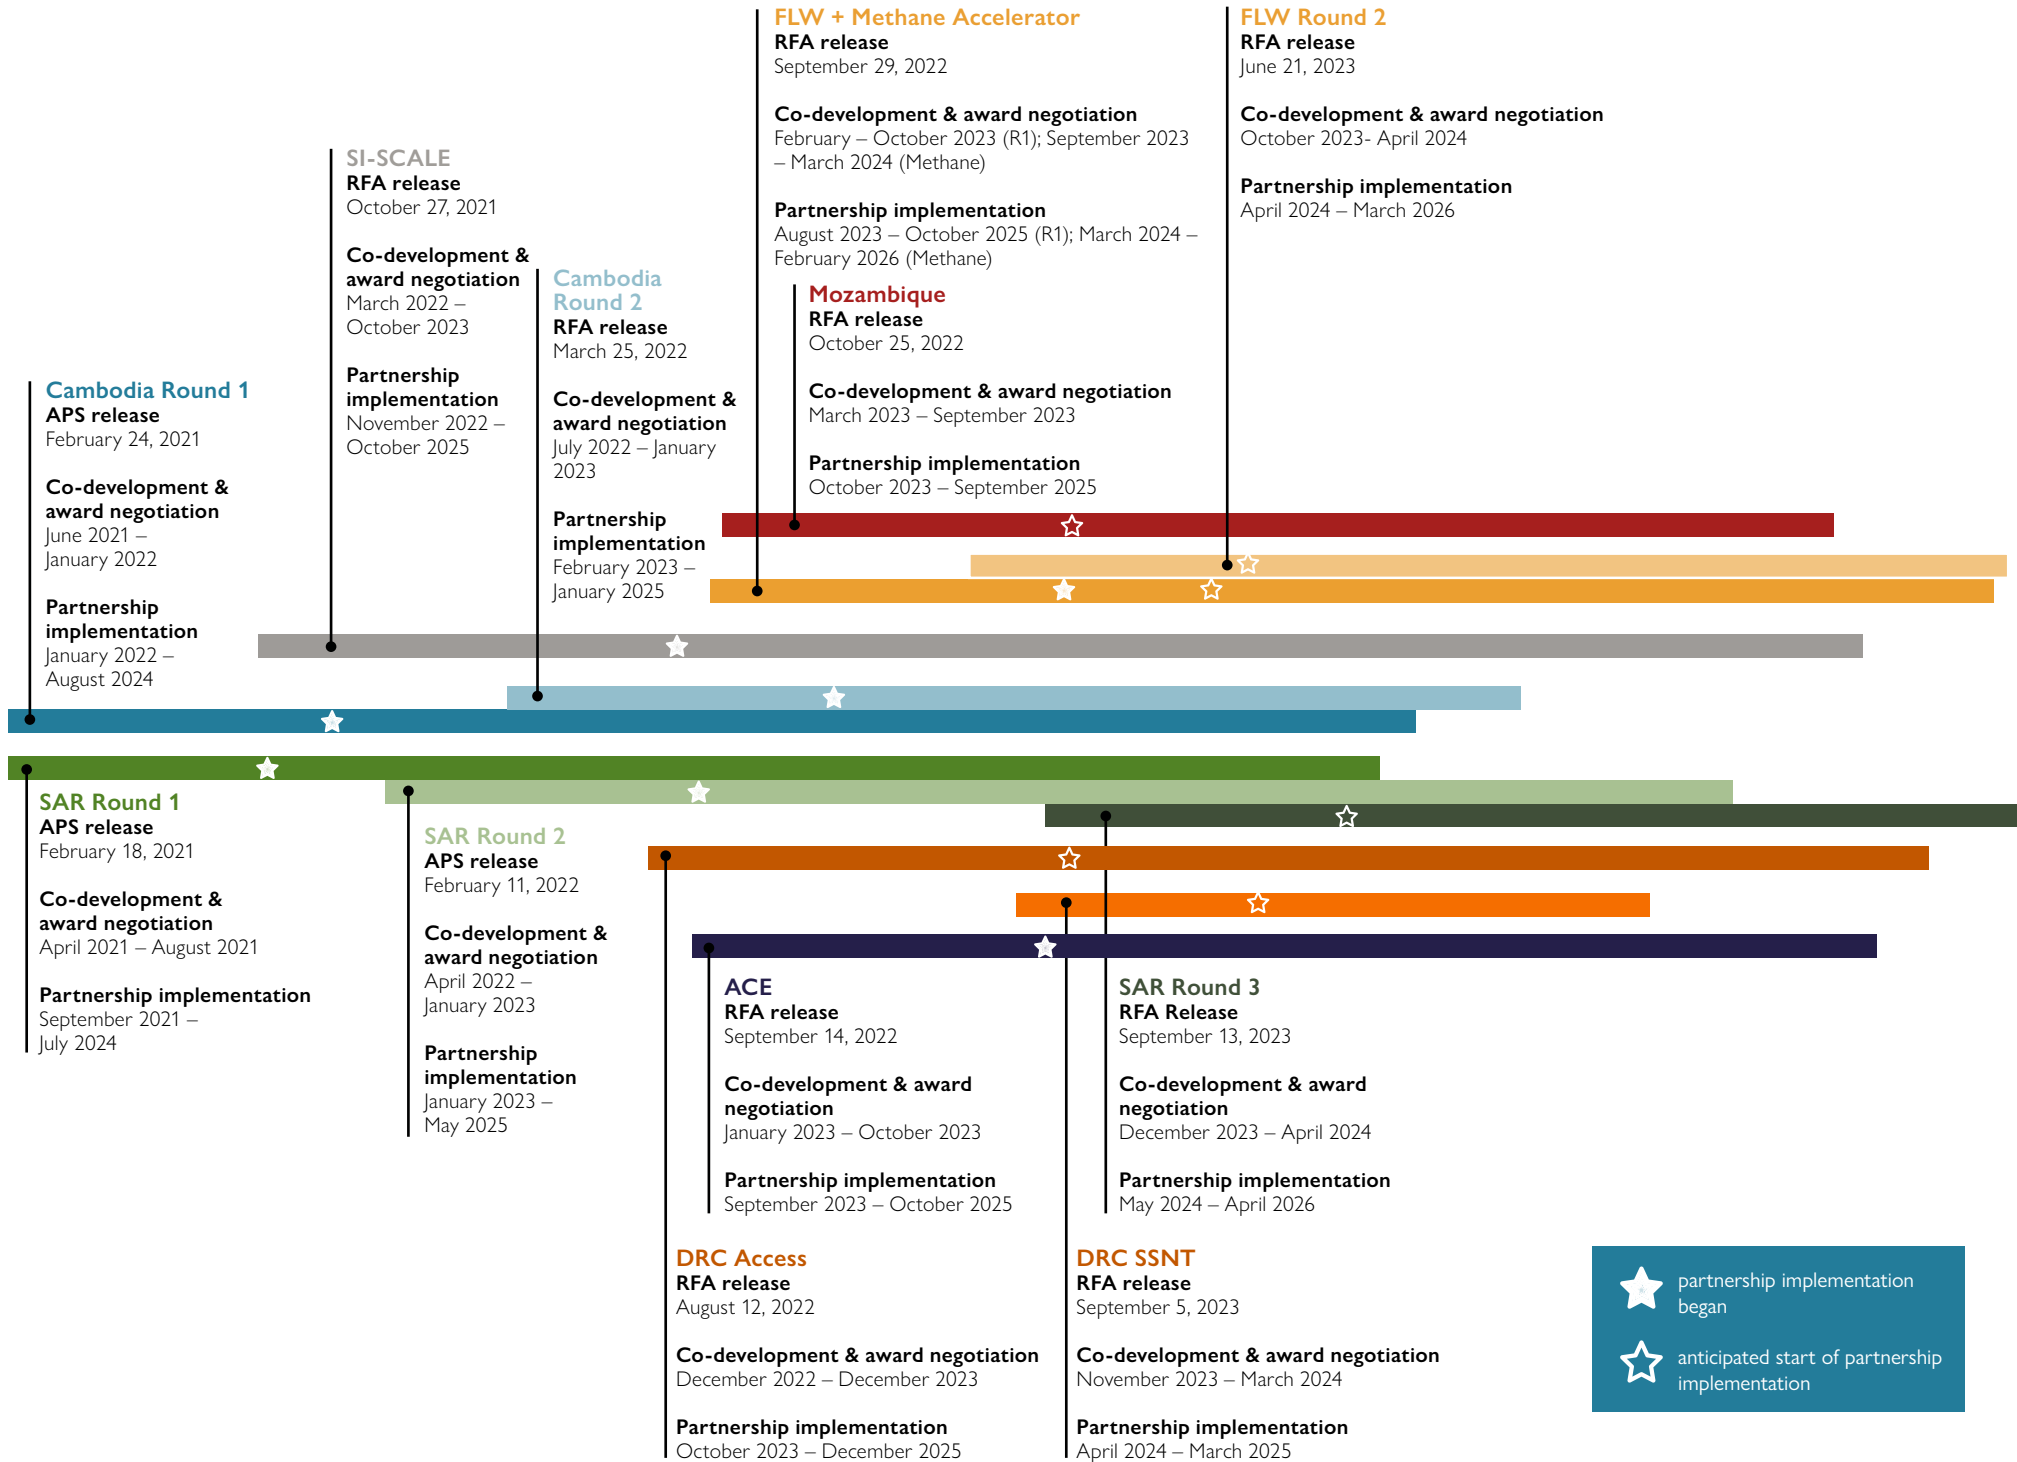 FLW + Methane Accelerator
RFA release
September 29, 2022
Co-development & award negotiation
February – October 2023 (R1); September 2023
– March 2024 (Methane)
Partnership implementation
August 2023 – October 2025 (R1); March 2024 –
February 2026 (Methane)
FLW Round 2
RFA release
June 21, 2023
Co-development & award negotiation
October 2023- April 2024
Partnership implementation
April 2024 – March 2026
SI-SCALE
RFA release
October 27, 2021
Co-development &
award negotiation
March 2022 –
October 2023
Partnership
implementation
November 2022 –
October 2025
Cambodia
Round 2
RFA release
March 25, 2022
Co-development &
award negotiation
July 2022 – January
2023
Partnership
implementation
February 2023 –
January 2025
Mozambique
RFA release
October 25, 2022
Co-development & award negotiation
March 2023 – September 2023
Partnership implementation
October 2023 – September 2025
Cambodia Round 1
APS release
February 24, 2021
Co-development &
award negotiation
June 2021 –
January 2022
Partnership
implementation
January 2022 –
August 2024
SAR Round 1
APS release
February 18, 2021
Co-development &
award negotiation
April 2021 – August 2021
Partnership implementation
September 2021 –
July 2024
SAR Round 2
APS release
February 11, 2022
Co-development &
award negotiation
April 2022 –
January 2023
Partnership
implementation
January 2023 –
May 2025
ACE
RFA release
September 14, 2022
Co-development & award
negotiation
January 2023 – October 2023
Partnership implementation
September 2023 – October 2025
SAR Round 3
RFA Release
September 13, 2023
Co-development & award
negotiation
December 2023 – April 2024
Partnership implementation
May 2024 – April 2026
DRC Access
RFA release
August 12, 2022
Co-development & award negotiation
December 2022 – December 2023
Partnership implementation
October 2023 – December 2025
DRC SSNT
RFA release
September 5, 2023
Co-development & award negotiation
November 2023 – March 2024
Partnership implementation
April 2024 – March 2025
partnership implementation
began
anticipated start of partnership
implementation